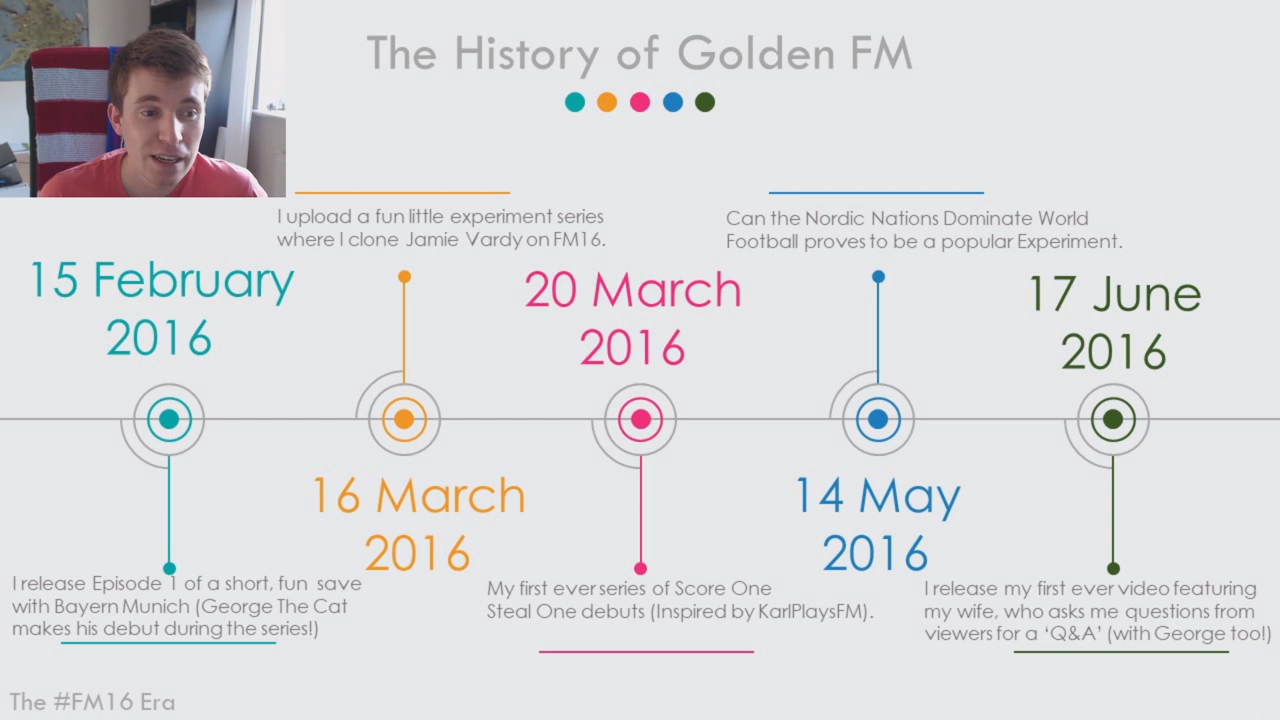 The History of Golden FM
I upload a fun little experiment series
where I clone Jamie Vardy on FM16.
Can the Nordic Nations Dominate World
Football proves to be a popular Experiment.
15 February
2016
20 March
2016
17 June
2016
16 March
2016
14 May
2016
I release Episode 1 of a short, fun save
with Bayern Munich (George The Cat
makes his debut during the series!)
My first ever series of Score One
Steal One debuts (Inspired by KarlPlaysFM).
I release my first ever video featuring
my wife, who asks me questions from
viewers for a ‘Q&A’ (with George too!)
The #FM16 Era